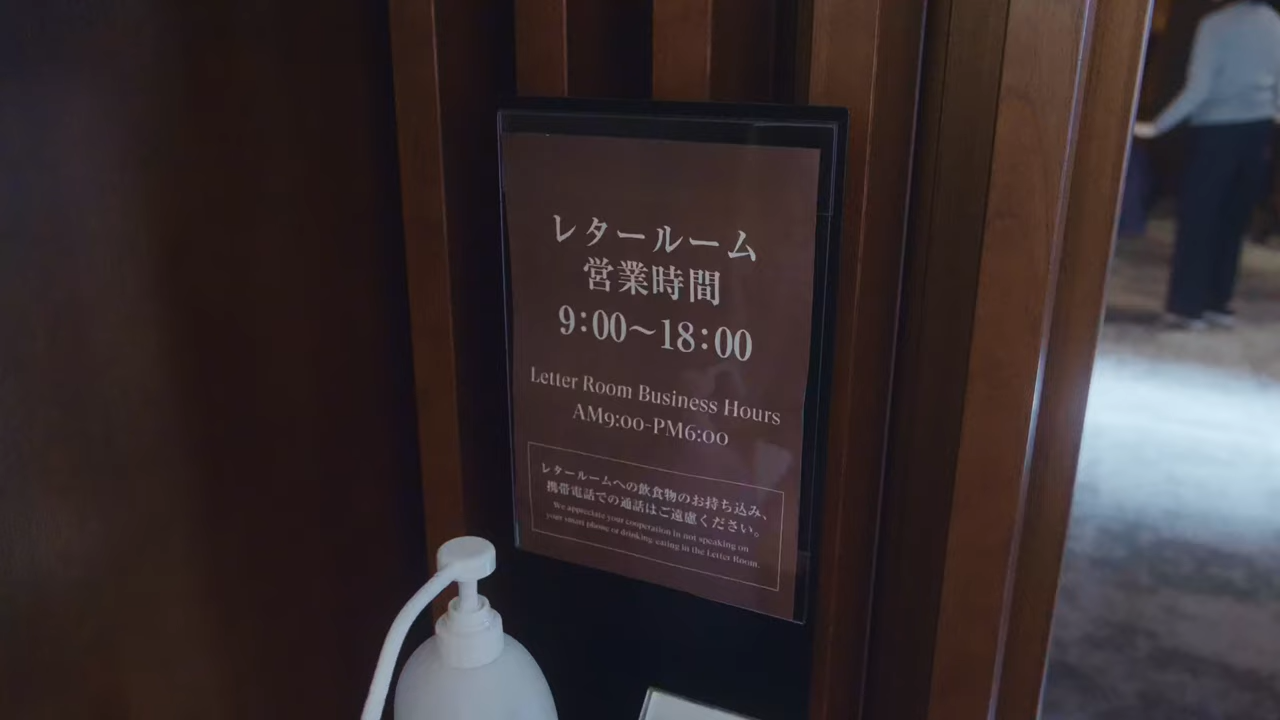 レタールーム
営業時間
9:00～18:00
Letter Room Business Hours
AM9:00-PM6:00
レタールームへの飲食物のお持ち込み、
携帯電話での通話はご遠慮ください。
We appreciate your cooperation in not speaking on
your smart phone or drinking/eating in the Letter Room.